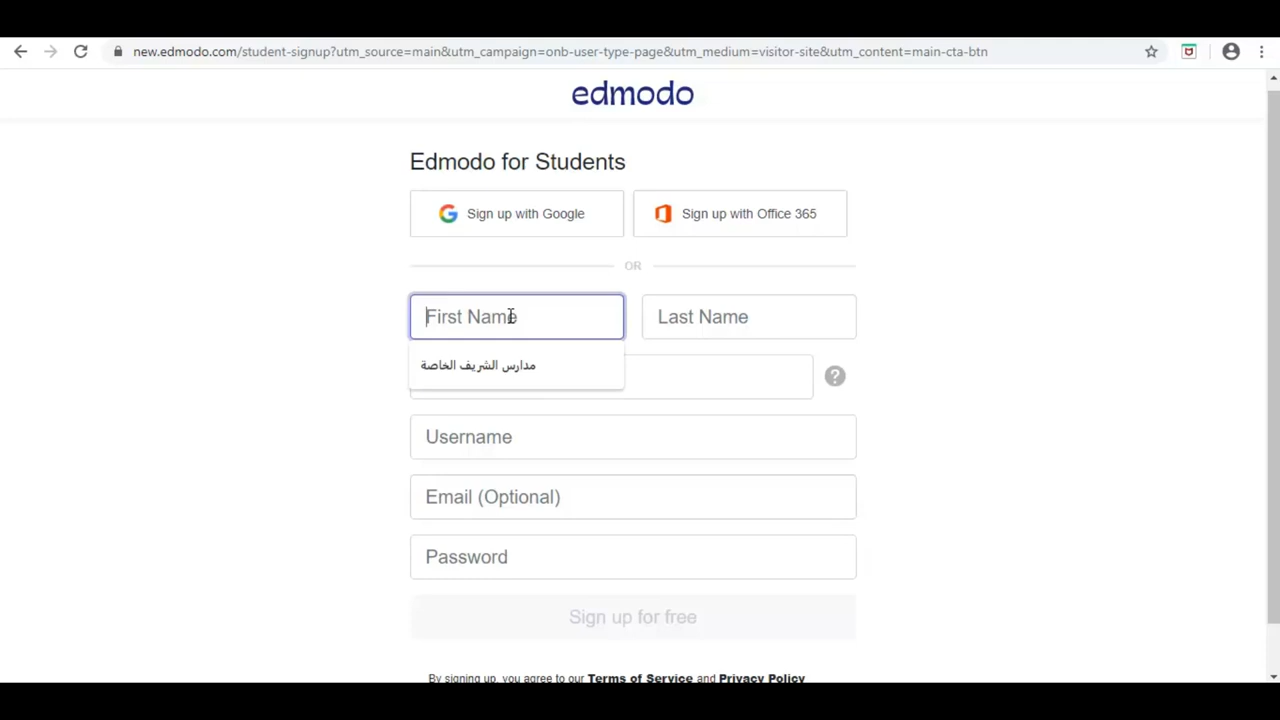 new.edmodo.com/student-signup?utm_source=main&utm_campaign=onb-user-type-page&utm_medium=visitor-site&utm_content=main-cta-btn
edmodo
Edmodo for Students
Sign up with Google
Sign up with Office 365
OR
First Name
Last Name
مدارس الشريف الخاصة
?
Username
Email (Optional)
Password
Sign up for free
By signing up, you agree to our Terms of Service and Privacy Policy